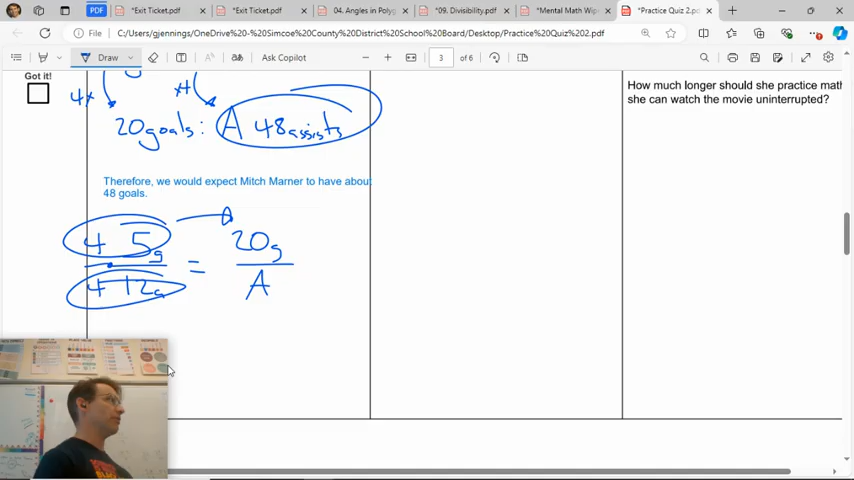 PDF
*Exit Ticket.pdf
*Exit Ticket.pdf
04. Angles in Polyg
*09. Divisibility.pdf
*Mental Math Wip
*Practice Quiz 2.p
File
C:/Users/gjennings/OneDrive%20-%20Simcoe%20County%20District%20School%20Board/Desktop/Practice%20Quiz%202.pdf
Draw
Ask Copilot
3 of 6
Got it!
4x
x4
20goals: A 48assists
Therefore, we would expect Mitch Marner to have about
48 goals.
4 5g
4 12a
=
20g
A
How much longer should she practice math
she can watch the movie uninterrupted?